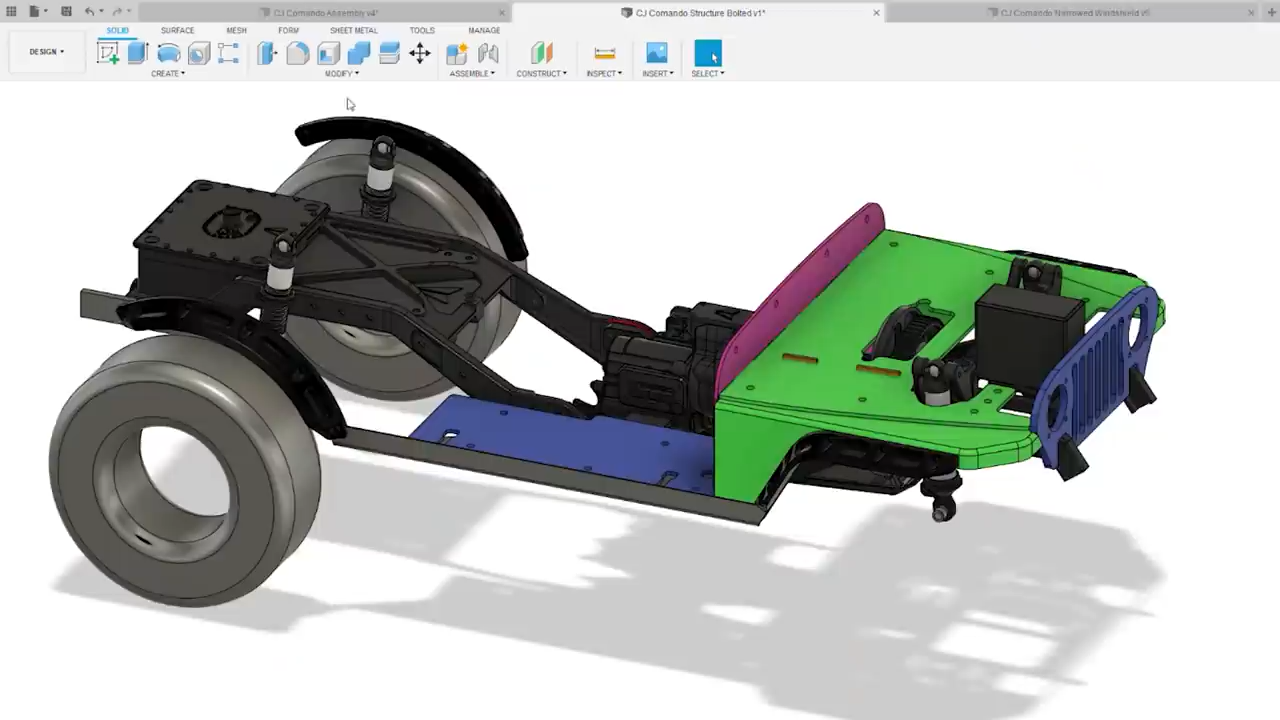 CJ Comando Assembly v4*
CJ Comando Structure Bolted v1*
CJ Comando Narrowed Windshield v6
SOLID SURFACE MESH FORM SHEET METAL TOOLS MANAGE
DESIGN
CREATE MODIFY ASSEMBLE CONSTRUCT INSPECT INSERT SELECT